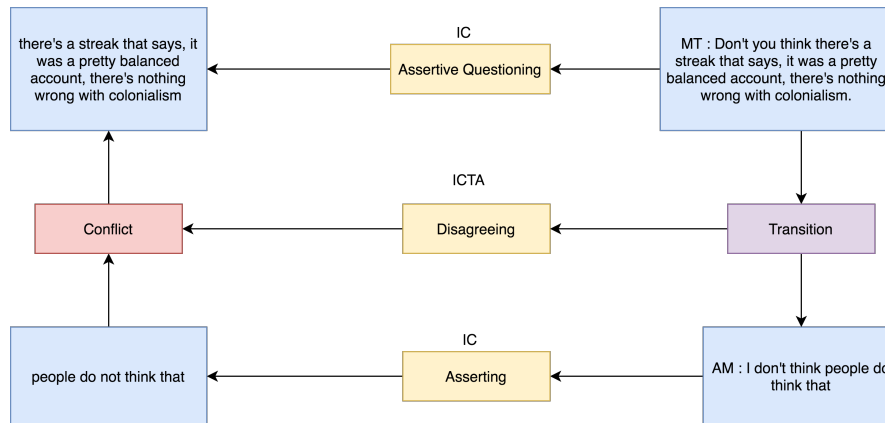 there's a streak that says, it
was a pretty balanced
account, there's nothing
wrong with colonialism
IC
Assertive Questioning
MT : Don't you think there's a
streak that says, it was a pretty
balanced account, there's nothing
wrong with colonialism.
ICTA
Conflict
Disagreeing
Transition
IC
people do not think that
Asserting
AM : I don't think people do
think that